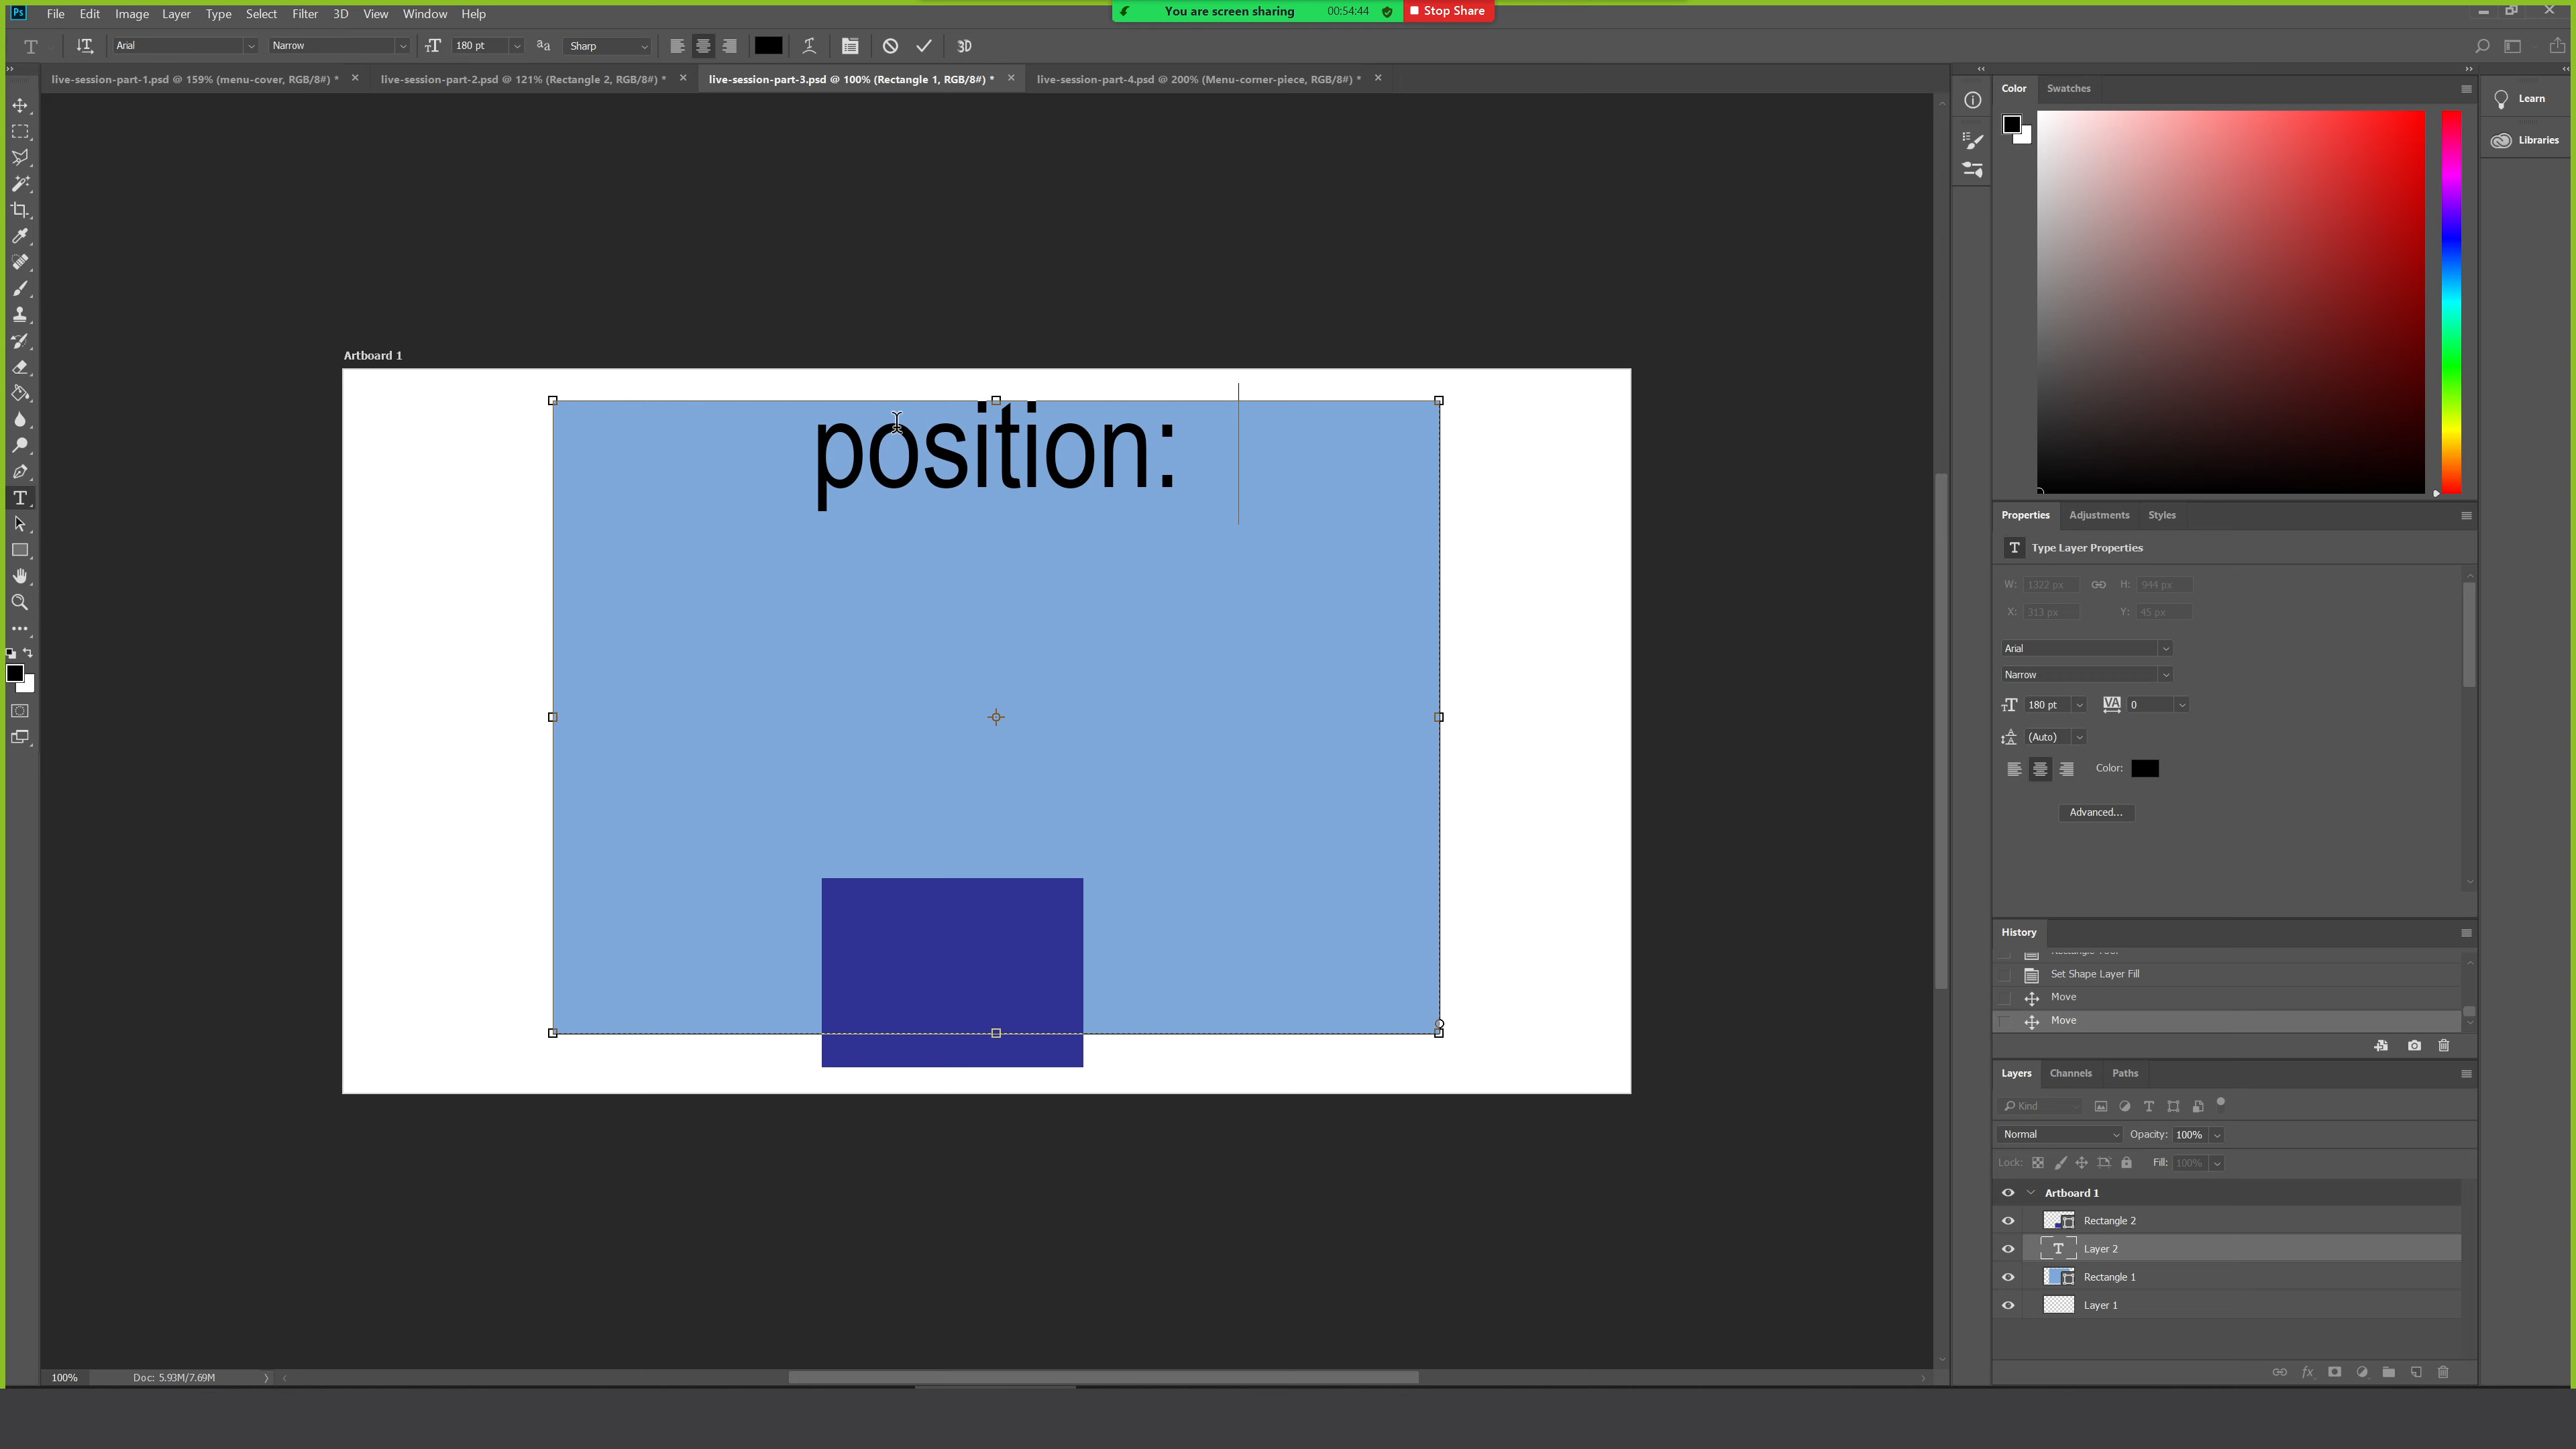 Ps File Edit Image Layer Type Select Filter 3D View Window Help
You are screen sharing 00:54:44 Stop Share
T Arial Narrow 180 pt Sharp 3D
live-session-part-1.psd @ 159% (menu-cover, RGB/8#) *
live-session-part-2.psd @ 121% (Rectangle 2, RGB/8#) *
live-session-part-3.psd @ 100% (Rectangle 1, RGB/8#) *
live-session-part-4.psd @ 200% (Menu-corner-piece, RGB/8#) *
Artboard 1
position:
Color Swatches
Learn
Libraries
Properties Adjustments Styles
T Type Layer Properties
W: 1322 px H: 944 px
X: 313 px Y: 45 px
Arial
Narrow
180 pt VA 0
(Auto)
Color:
Advanced...
History
Rectangle Tool
Set Shape Layer Fill
Move
Move
Layers Channels Paths
Kind
Normal Opacity: 100%
Lock: Fill: 100%
Artboard 1
Rectangle 2
T Layer 2
Rectangle 1
Layer 1
fx
100% Doc: 5.93M/7.69M